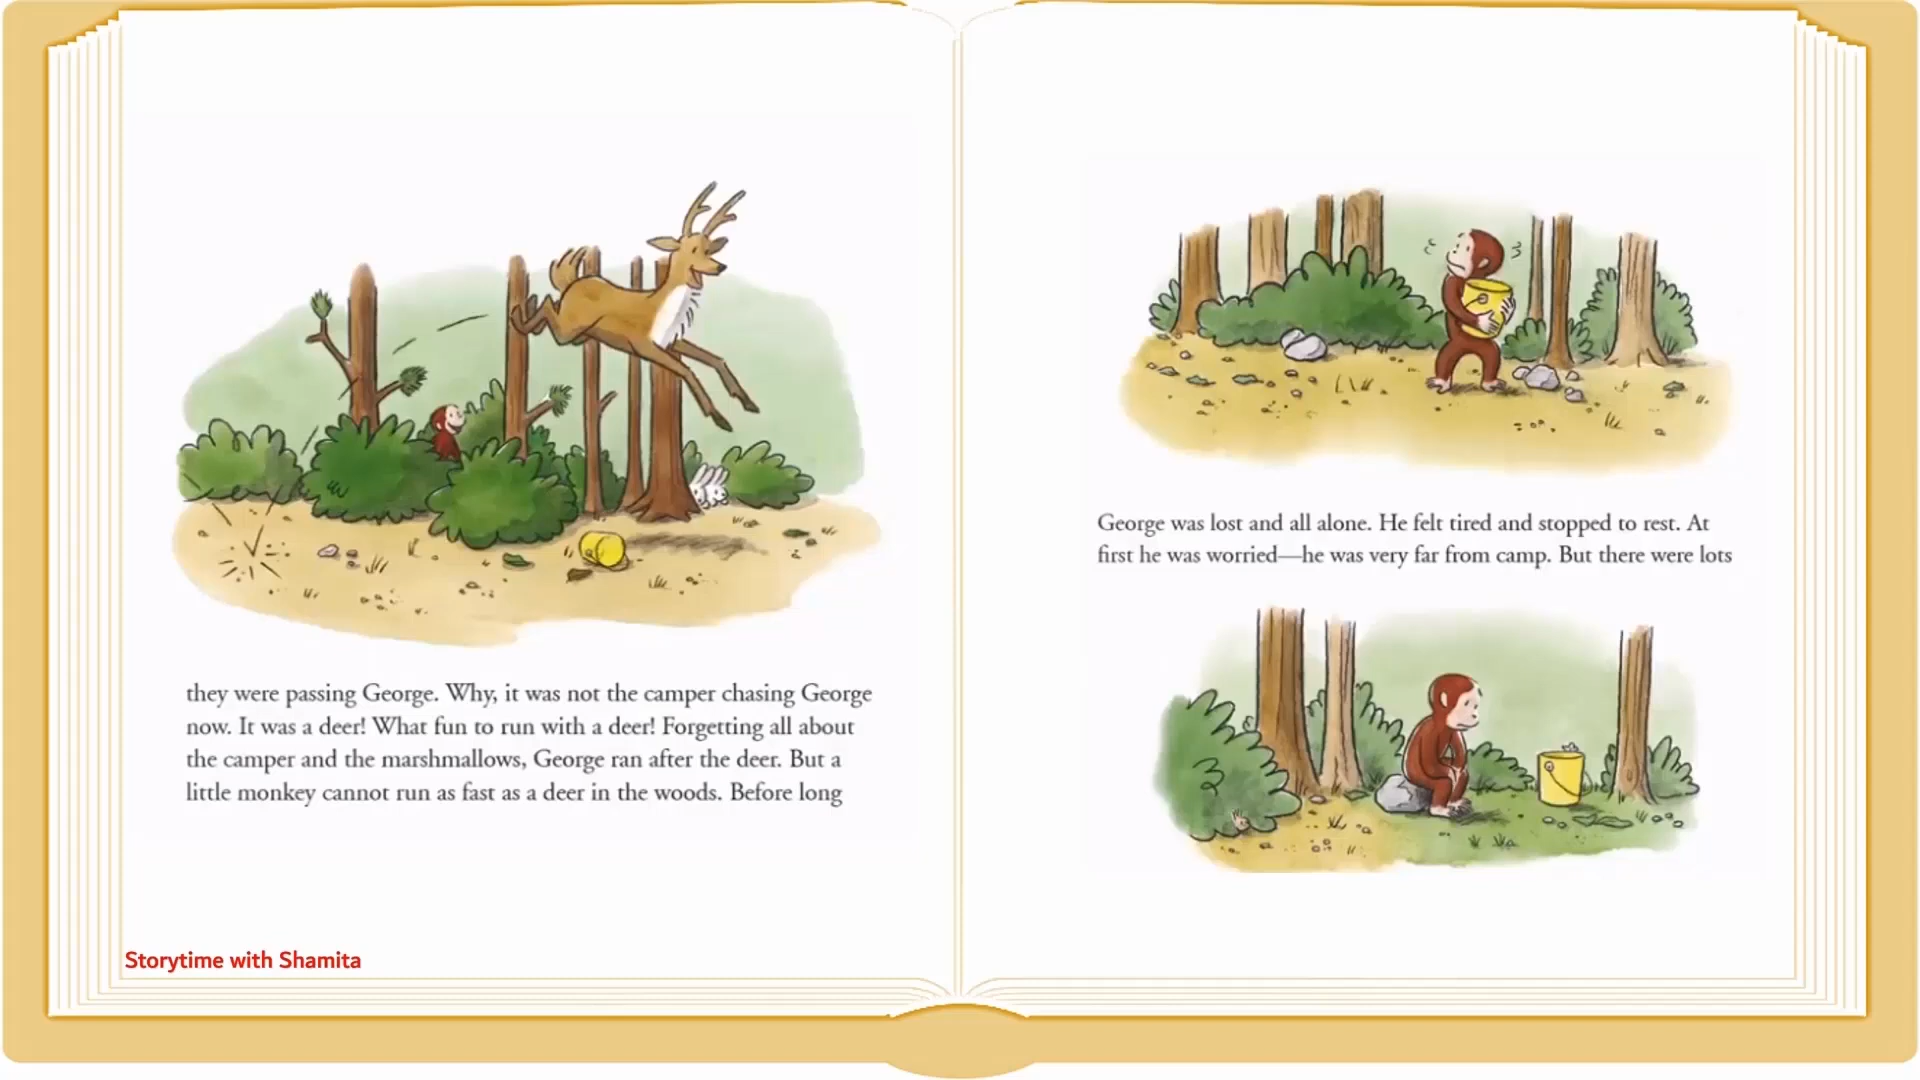 they were passing George. Why, it was not the camper chasing George
now. It was a deer! What fun to run with a deer! Forgetting all about
the camper and the marshmallows, George ran after the deer. But a
little monkey cannot run as fast as a deer in the woods. Before long
Storytime with Shamita
George was lost and all alone. He felt tired and stopped to rest. At
first he was worried—he was very far from camp. But there were lots